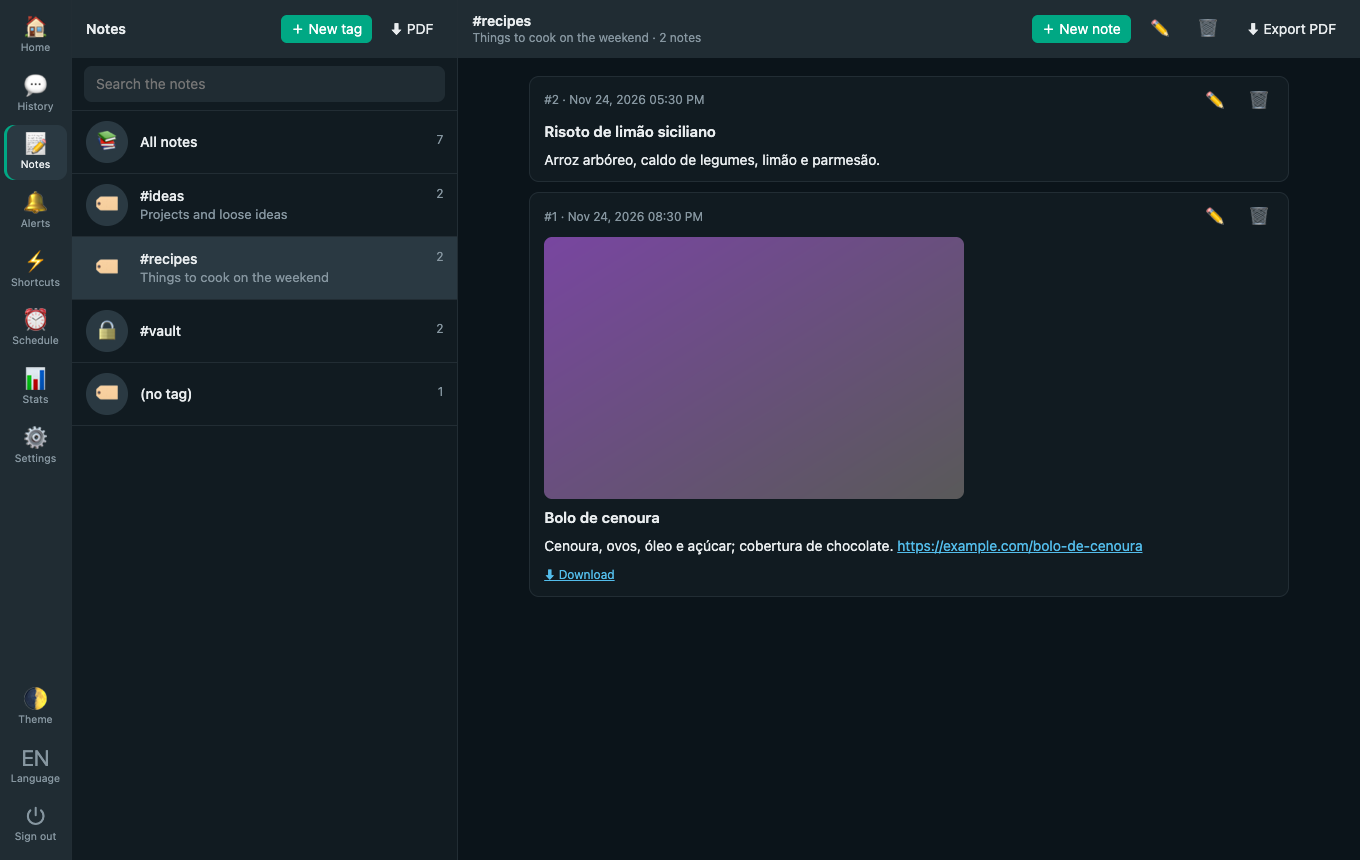 Home
History
Notes
Alerts
Shortcuts
Schedule
Stats
Settings
Theme
EN
Language
Sign out
Notes
+ New tag
⬇ PDF
Search the notes
All notes
7
#ideas
2
Projects and loose ideas
#recipes
2
Things to cook on the weekend
#vault
2
(no tag)
1
#recipes
Things to cook on the weekend · 2 notes
+ New note
⬇ Export PDF
#2 · Nov 24, 2026 05:30 PM
Risoto de limão siciliano
Arroz arbóreo, caldo de legumes, limão e parmesão.
#1 · Nov 24, 2026 08:30 PM
Bolo de cenoura
Cenoura, ovos, óleo e açúcar; cobertura de chocolate. https://example.com/bolo-de-cenoura
⬇ Download